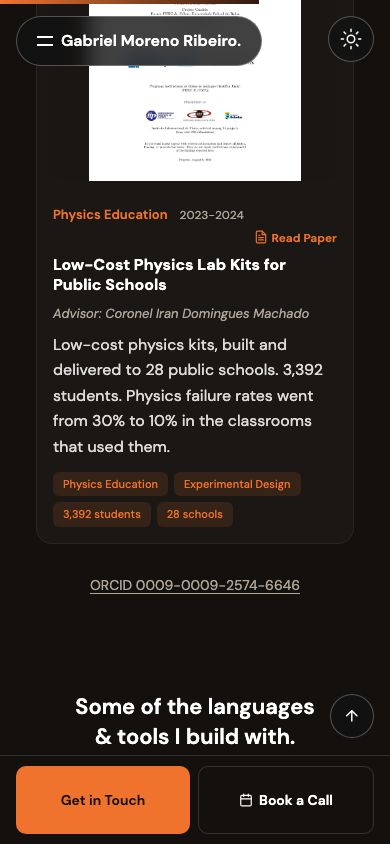 Gabriel Moreno Ribeiro.
Physics Education 2023-2024
Read Paper
Low-Cost Physics Lab Kits for
Public Schools
Advisor: Coronel Iran Domingues Machado
Low-cost physics kits, built and
delivered to 28 public schools. 3,392
students. Physics failure rates went
from 30% to 10% in the classrooms
that used them.
Physics Education Experimental Design
3,392 students 28 schools
ORCID 0009-0009-2574-6646
Some of the languages
& tools I build with.
Get in Touch Book a Call